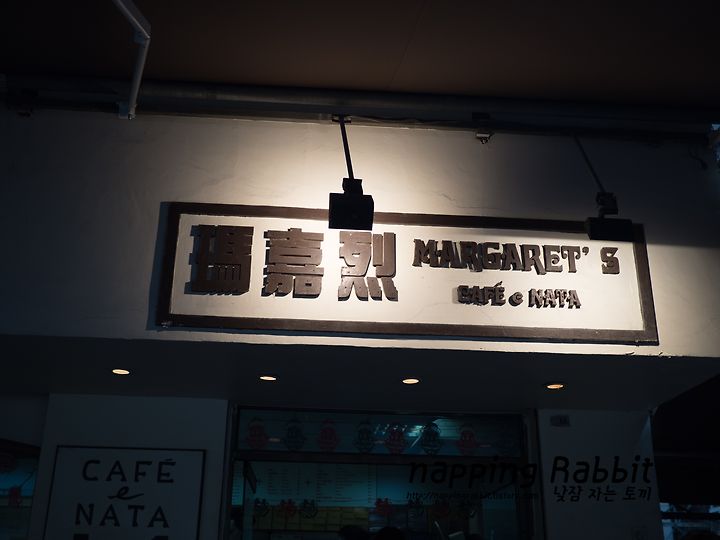 瑪嘉烈 MARGARET'S
CAFÉ e NATA
CAFÉ
e
NATA
napping Rabbit
낮잠 자는 토끼